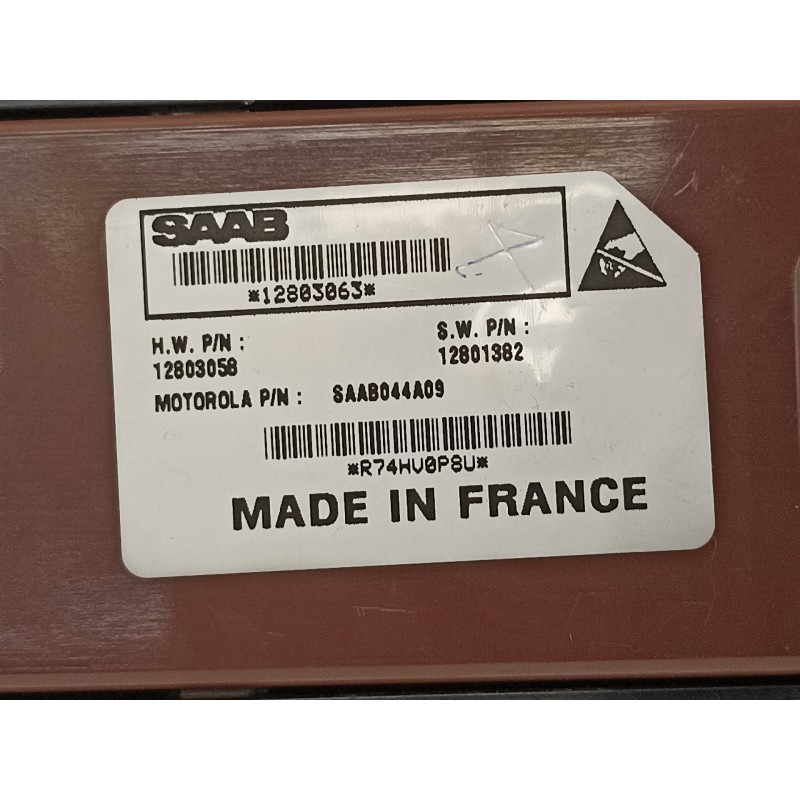 SAAB
*12803063*
H.W. P/N :
12803058
S.W. P/N :
12801382
MOTOROLA P/N : SAAB044A09
*R74HV0P8U*
MADE IN FRANCE